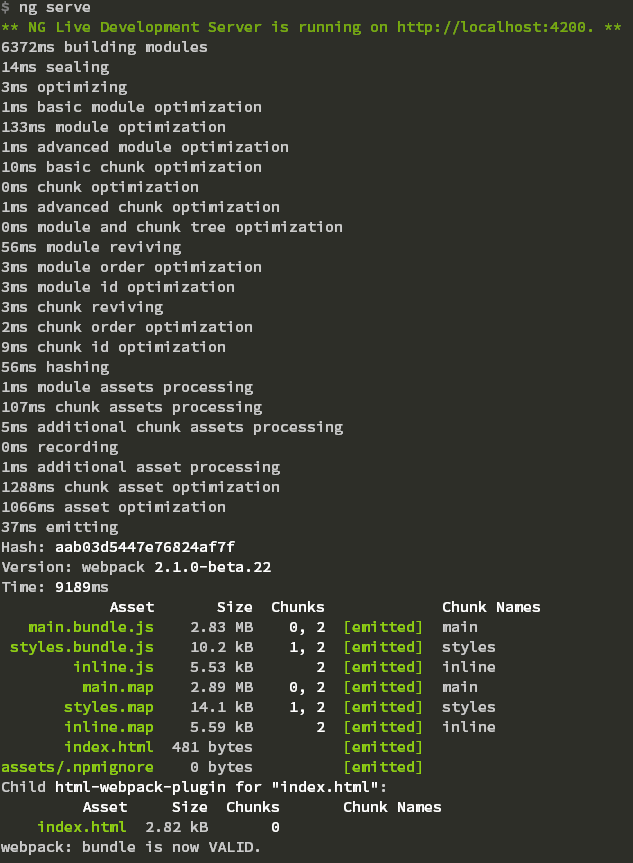 $ ng serve
** NG Live Development Server is running on http://localhost:4200. **
6372ms building modules
14ms sealing
3ms optimizing
1ms basic module optimization
133ms module optimization
1ms advanced module optimization
10ms basic chunk optimization
0ms chunk optimization
1ms advanced chunk optimization
0ms module and chunk tree optimization
56ms module reviving
3ms module order optimization
3ms module id optimization
3ms chunk reviving
2ms chunk order optimization
9ms chunk id optimization
56ms hashing
1ms module assets processing
107ms chunk assets processing
5ms additional chunk assets processing
0ms recording
1ms additional asset processing
1288ms chunk asset optimization
1066ms asset optimization
37ms emitting
Hash: aab03d5447e76824af7f
Version: webpack 2.1.0-beta.22
Time: 9189ms
Asset Size Chunks Chunk Names
main.bundle.js 2.83 MB 0, 2 [emitted] main
styles.bundle.js 10.2 kB 1, 2 [emitted] styles
inline.js 5.53 kB 2 [emitted] inline
main.map 2.89 MB 0, 2 [emitted] main
styles.map 14.1 kB 1, 2 [emitted] styles
inline.map 5.59 kB 2 [emitted] inline
index.html 481 bytes [emitted]
assets/.npmignore 0 bytes [emitted]
Child html-webpack-plugin for "index.html":
Asset Size Chunks Chunk Names
index.html 2.82 kB 0
webpack: bundle is now VALID.